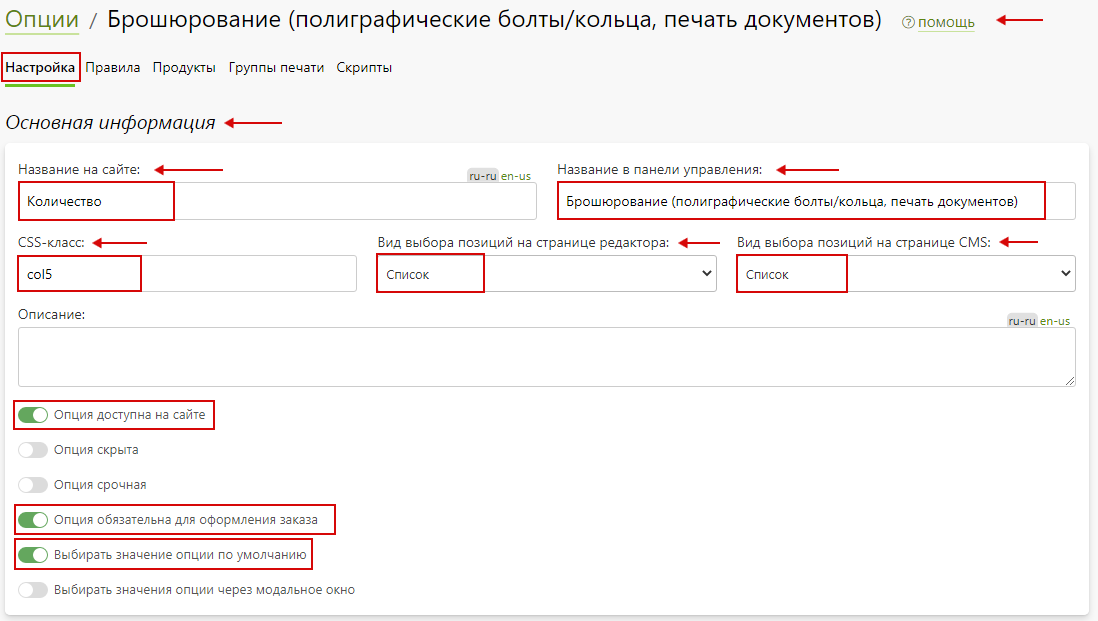 Опции / Брошюрование (полиграфические болты/кольца, печать документов) ? помощь
Настройка Правила Продукты Группы печати Скрипты
Основная информация
Название на сайте: ru-ru en-us Название в панели управления:
Количество Брошюрование (полиграфические болты/кольца, печать документов)
CSS-класс: Вид выбора позиций на странице редактора: Вид выбора позиций на странице CMS:
col5 Список Список
Описание: ru-ru en-us
Опция доступна на сайте
Опция скрыта
Опция срочная
Опция обязательна для оформления заказа
Выбирать значение опции по умолчанию
Выбирать значения опции через модальное окно